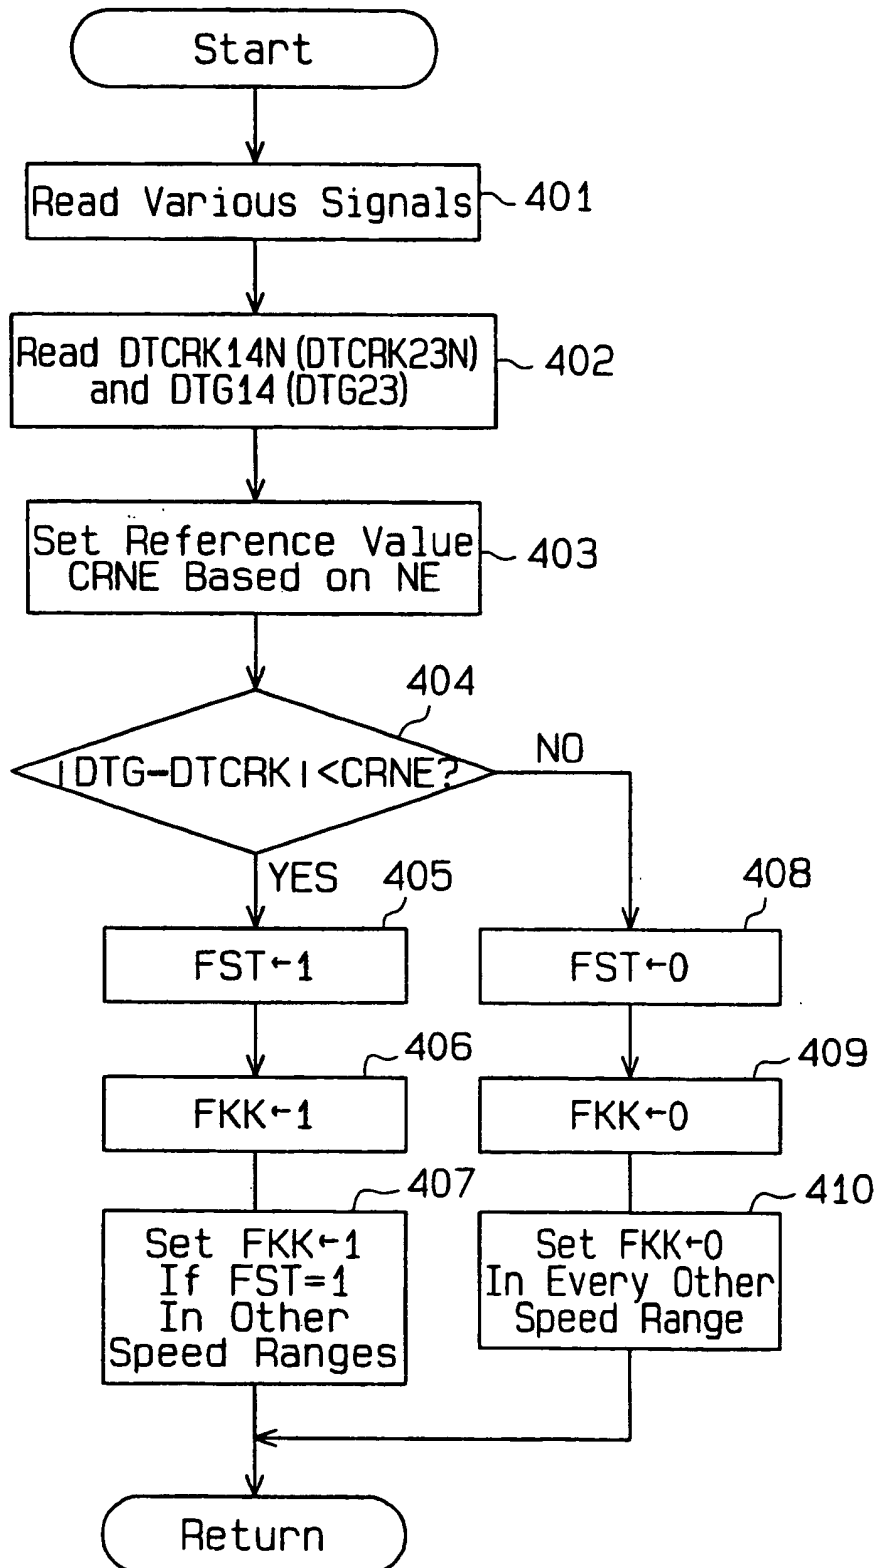 Start
Read Various Signals
401
Read DTCRK14N(DTCRK23N)
and DTG14(DTG23)
402
Set Reference Value
CRNE Based on NE
403
404
|DTG-DTCRK|<CRNE?
NO
YES
405
FST←1
406
FKK←1
407
Set FKK←1
If FST=1
In Other
Speed Ranges
408
FST←0
409
FKK←0
410
Set FKK←0
In Every Other
Speed Range
Return